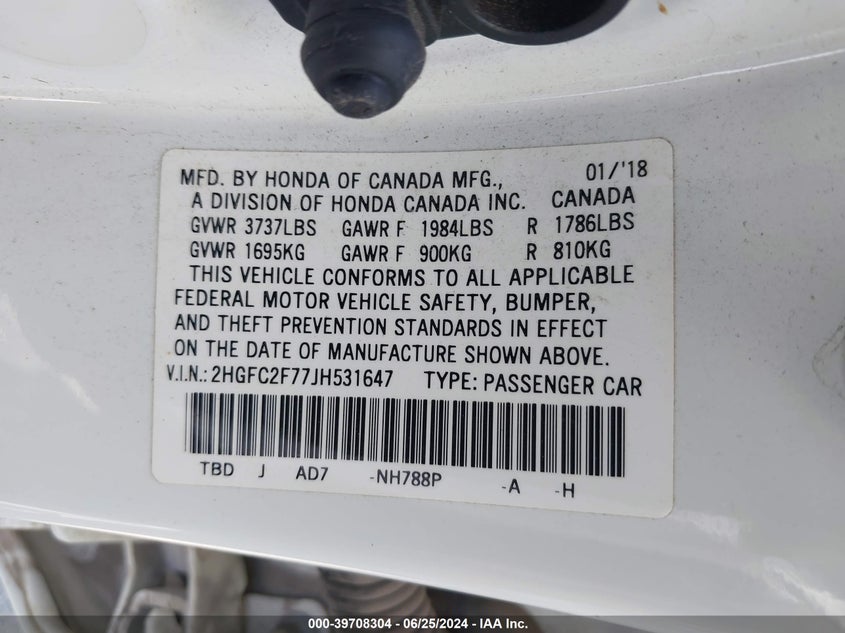 MFD. BY HONDA OF CANADA MFG., 01/'18
A DIVISION OF HONDA CANADA INC. CANADA
GVWR 3737LBS GAWR F 1984LBS R 1786LBS
GVWR 1695KG GAWR F 900KG R 810KG
THIS VEHICLE CONFORMS TO ALL APPLICABLE
FEDERAL MOTOR VEHICLE SAFETY, BUMPER,
AND THEFT PREVENTION STANDARDS IN EFFECT
ON THE DATE OF MANUFACTURE SHOWN ABOVE.
V.I.N.: 2HGFC2F77JH531647 TYPE: PASSENGER CAR
TBD J AD7 -NH788P -A -H
000-39708304 - 06/25/2024 - IAA Inc.